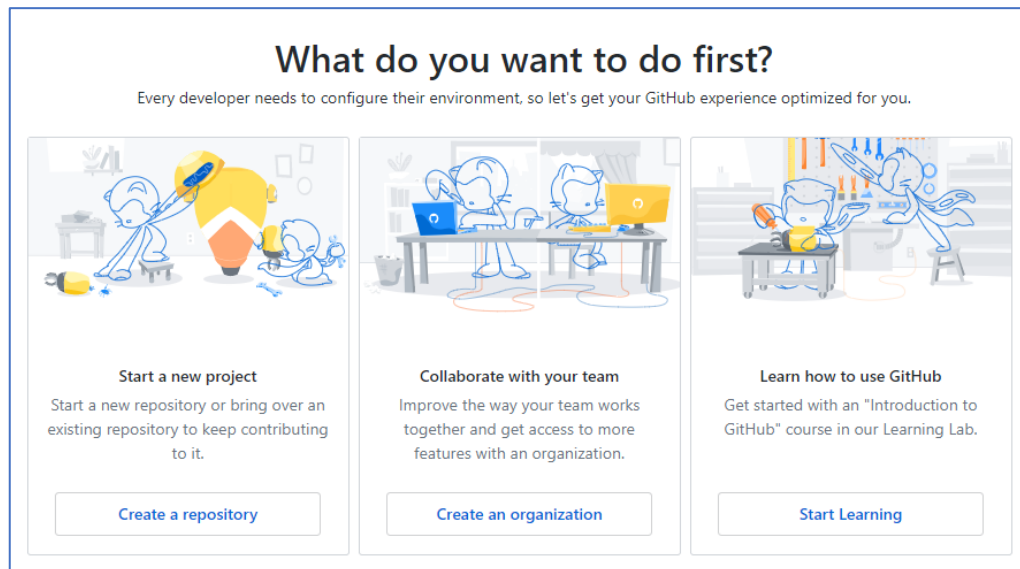 What do you want to do first?
Every developer needs to configure their environment, so let's get your GitHub experience optimized for you.
Start a new project
Start a new repository or bring over an
existing repository to keep contributing
to it.
Create a repository
Collaborate with your team
Improve the way your team works
together and get access to more
features with an organization.
Create an organization
Learn how to use GitHub
Get started with an "Introduction to
GitHub" course in our Learning Lab.
Start Learning